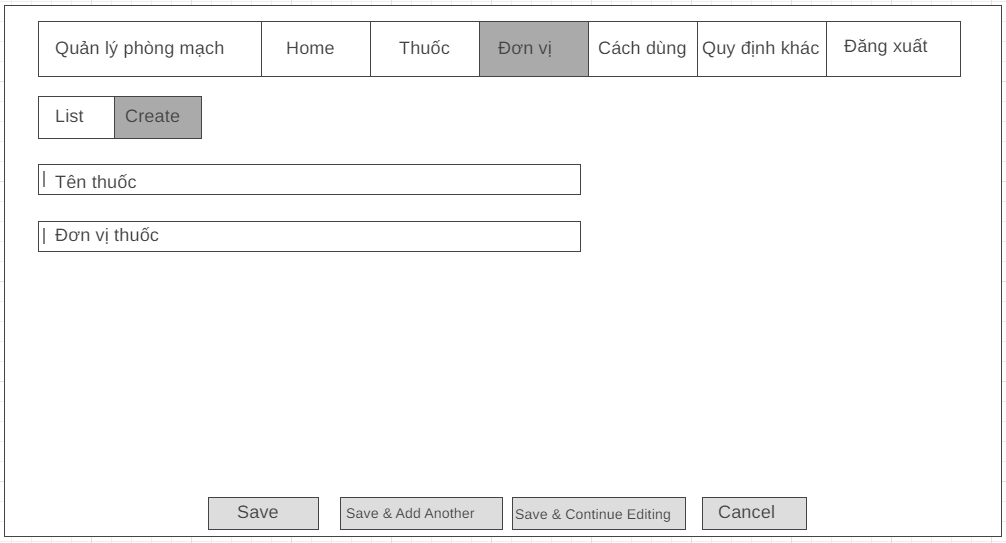 Quản lý phòng mạch Home Thuốc Đơn vị Cách dùng Quy định khác Đăng xuất
List Create
Tên thuốc
Đơn vị thuốc
Save Save & Add Another Save & Continue Editing Cancel